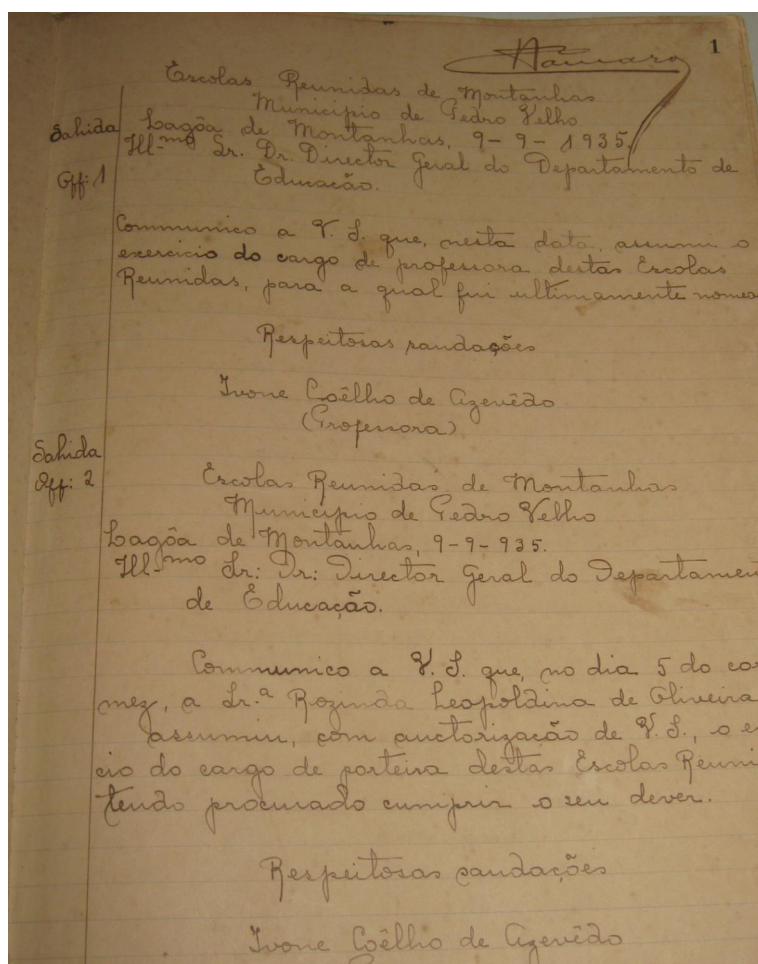 1
Escolas Reunidas de Montanhas
Municipio de Pedro Velho
Sahida Lagôa de Montanhas, 9-9-1935.
Ill-mo Sr. Dr. Director Geral do Departamento de
Off: 1 Educacão.
Communico a V. S. que, nesta data, assumi o
exercicio do cargo de professora destas Escolas
Reunidas, para a qual fui ultimamente nomea
Respeitosas saudações
Ivone Coêlho de Azevêdo
(Professora)
Sahida
Off: 2 Escolas Reunidas de Montanhas
Municipio de Pedro Velho
Lagôa de Montanhas, 9-9-935.
Ill-mo Sr: Dr: Director Geral do Departamen
de Educação.
Communico a V. S. que, no dia 5 do co
mez, a Sr.a Rozinda Leopoldina de Oliveira
assumiu, com auctorização de V. S., o e
cio do cargo de porteira destas Escolas Reuni
tendo procurado cumprir o seu dever.
Respeitosas saudações
Ivone Coêlho de Azevêdo